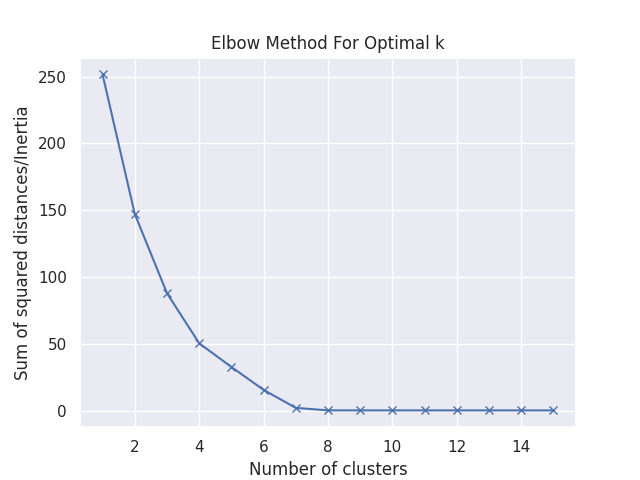 Elbow Method For Optimal k
Sum of squared distances/Inertia
250
200
150
100
50
0
2 4 6 8 10 12 14
Number of clusters